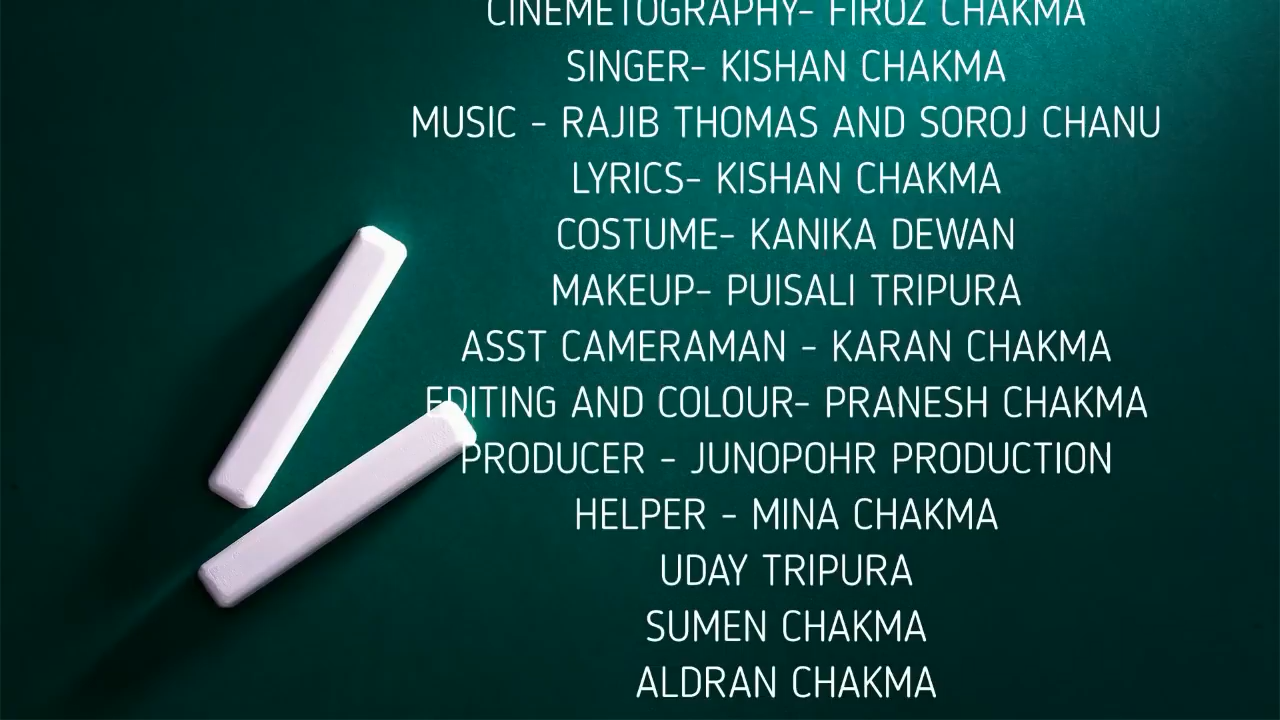 CINEMETOGRAPHY- FIROZ CHAKMA
SINGER- KISHAN CHAKMA
MUSIC - RAJIB THOMAS AND SOROJ CHANU
LYRICS- KISHAN CHAKMA
COSTUME- KANIKA DEWAN
MAKEUP- PUISALI TRIPURA
ASST CAMERAMAN - KARAN CHAKMA
EDITING AND COLOUR- PRANESH CHAKMA
PRODUCER - JUNOPOHR PRODUCTION
HELPER - MINA CHAKMA
UDAY TRIPURA
SUMEN CHAKMA
ALDRAN CHAKMA